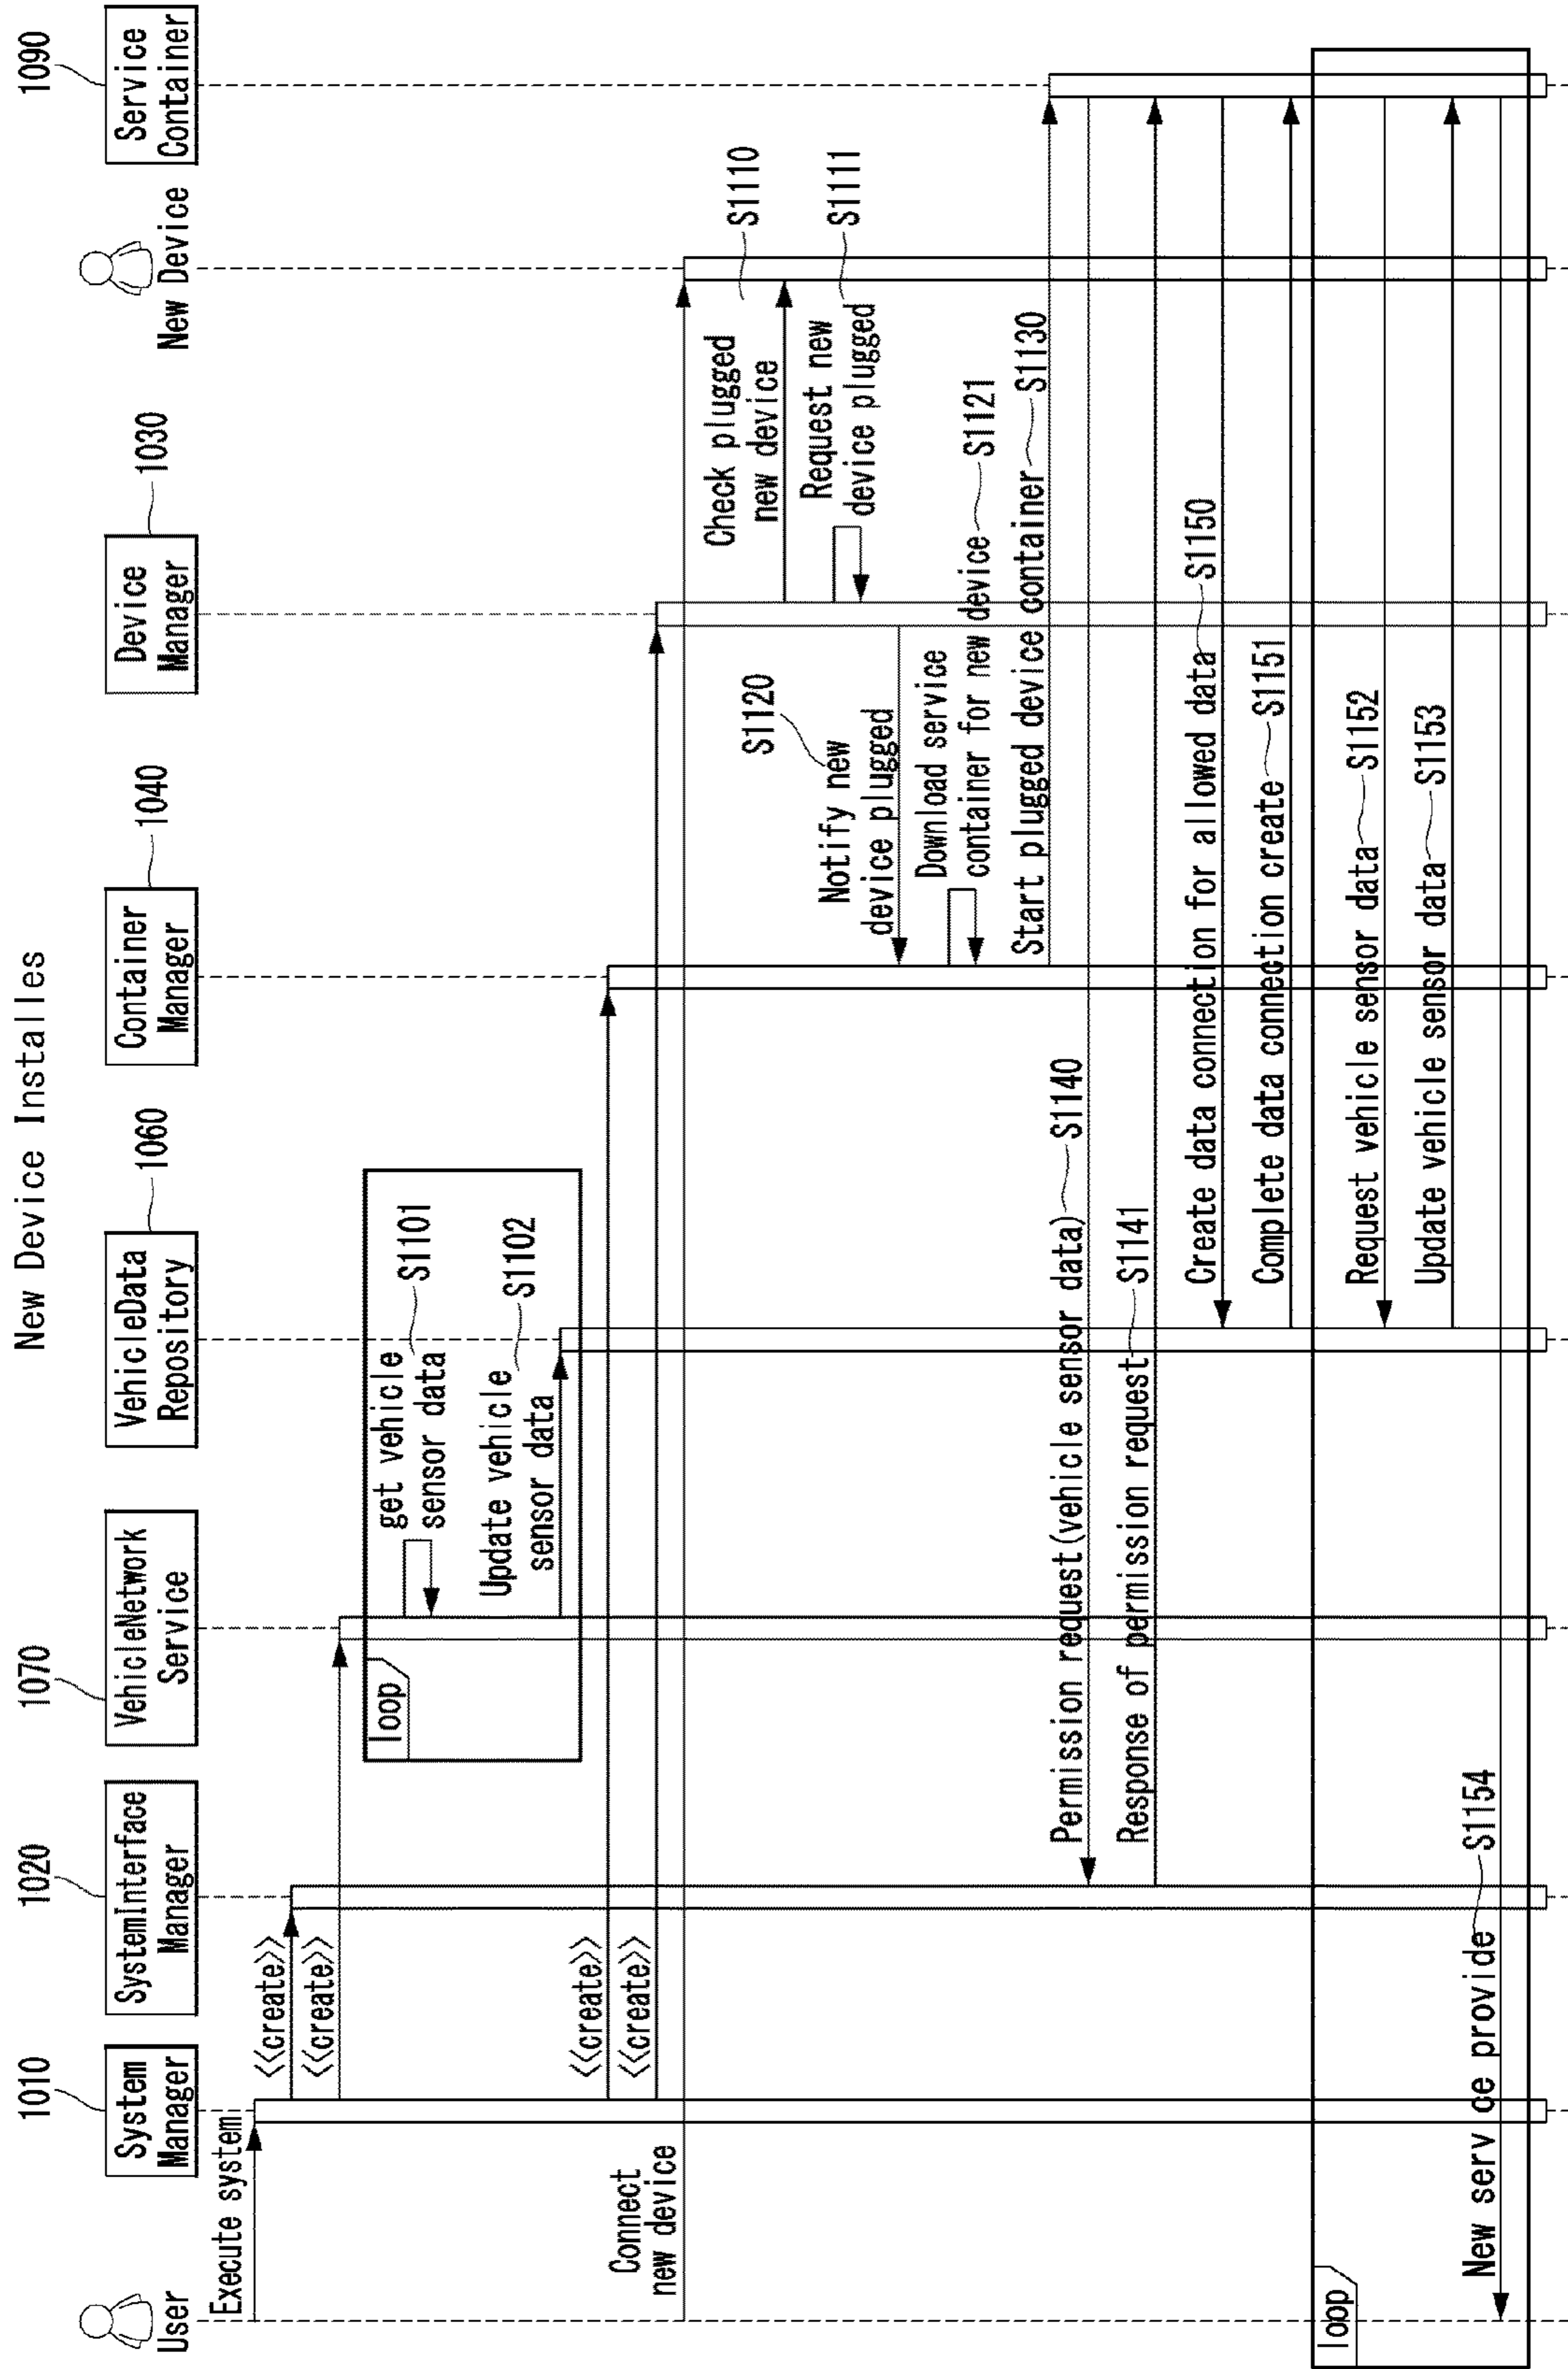 New Device Installes
1010
1020
1070
1060
1040
1030
1090
User
System
Manager
SystemInterface
Manager
VehicleNetwork
Service
VehicleData
Repository
Container
Manager
Device
Manager
New Device
Service
Container
Execute system
<<create>>
<<create>>
loop
get vehicle
sensor data
S1101
Update vehicle
sensor data
S1102
<<create>>
<<create>>
Connect
new device
Check plugged
new device
S1110
Request new
device plugged
S1111
S1120
Notify new
device plugged
Download service
container for new device
S1121
Start plugged device container
S1130
Permission request(vehicle sensor data)
S1140
Response of permission request
S1141
Create data connection for allowed data
S1150
Complete data connection create
S1151
loop
Request vehicle sensor data
S1152
Update vehicle sensor data
S1153
New service provide
S1154